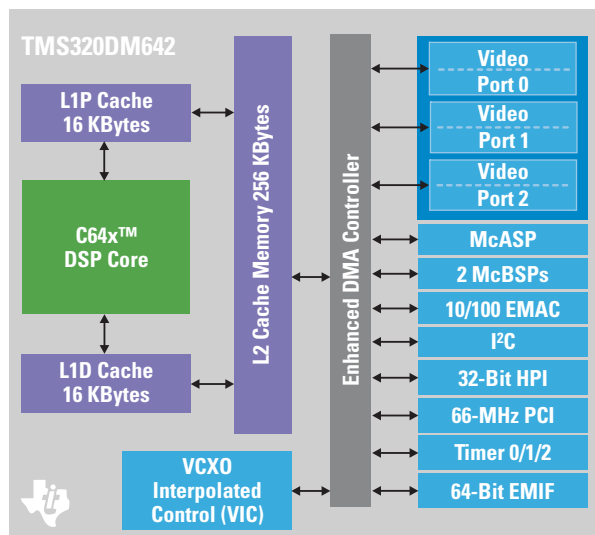 TMS320DM642
L1P Cache
16 KBytes
C64x™
DSP Core
L1D Cache
16 KBytes
L2 Cache Memory 256 KBytes
VCXO
Interpolated
Control (VIC)
Enhanced DMA Controller
Video
Port 0
Video
Port 1
Video
Port 2
McASP
2 McBSPs
10/100 EMAC
I²C
32-Bit HPI
66-MHz PCI
Timer 0/1/2
64-Bit EMIF